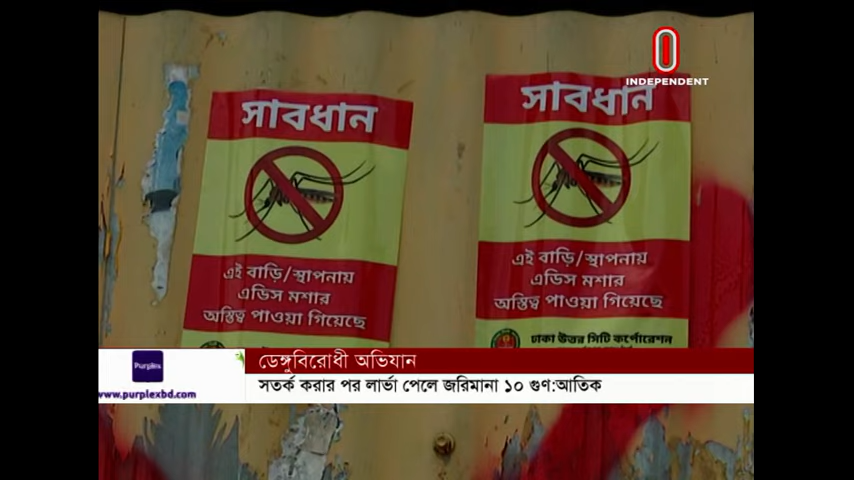 INDEPENDENT
সাবধান
এই বাড়ি/স্থাপনায়
এডিস মশার
অস্তিত্ব পাওয়া গিয়েছে
সাবধান
এই বাড়ি/স্থাপনায়
এডিস মশার
অস্তিত্ব পাওয়া গিয়েছে
ঢাকা উত্তর সিটি কর্পোরেশন
Purplex
www.purplexbd.com
ডেঙ্গুবিরোধী অভিযান
সতর্ক করার পর লার্ভা পেলে জরিমানা ১০ গুণ:আতিক